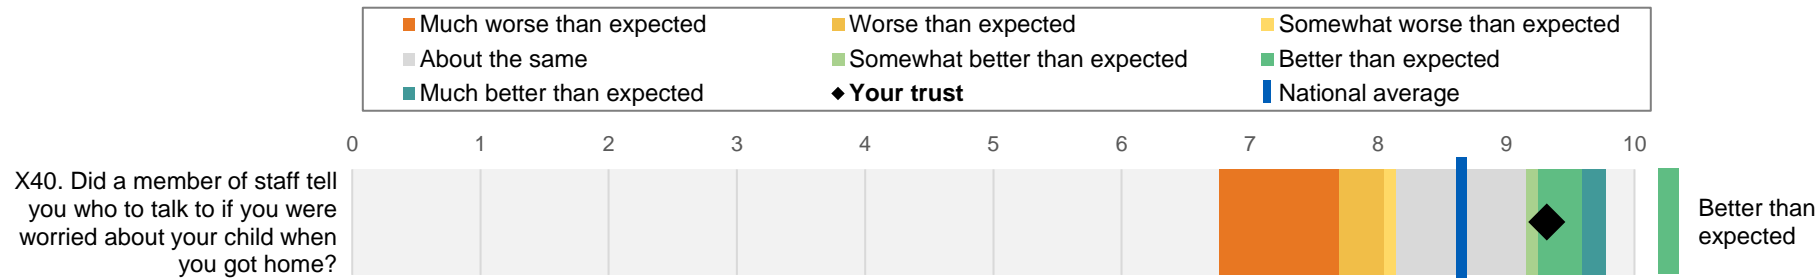 Much worse than expected
Worse than expected
Somewhat worse than expected
About the same
Somewhat better than expected
Better than expected
Much better than expected
Your trust
National average
0 1 2 3 4 5 6 7 8 9 10
X40. Did a member of staff tell
you who to talk to if you were
worried about your child when
you got home?
Better than
expected